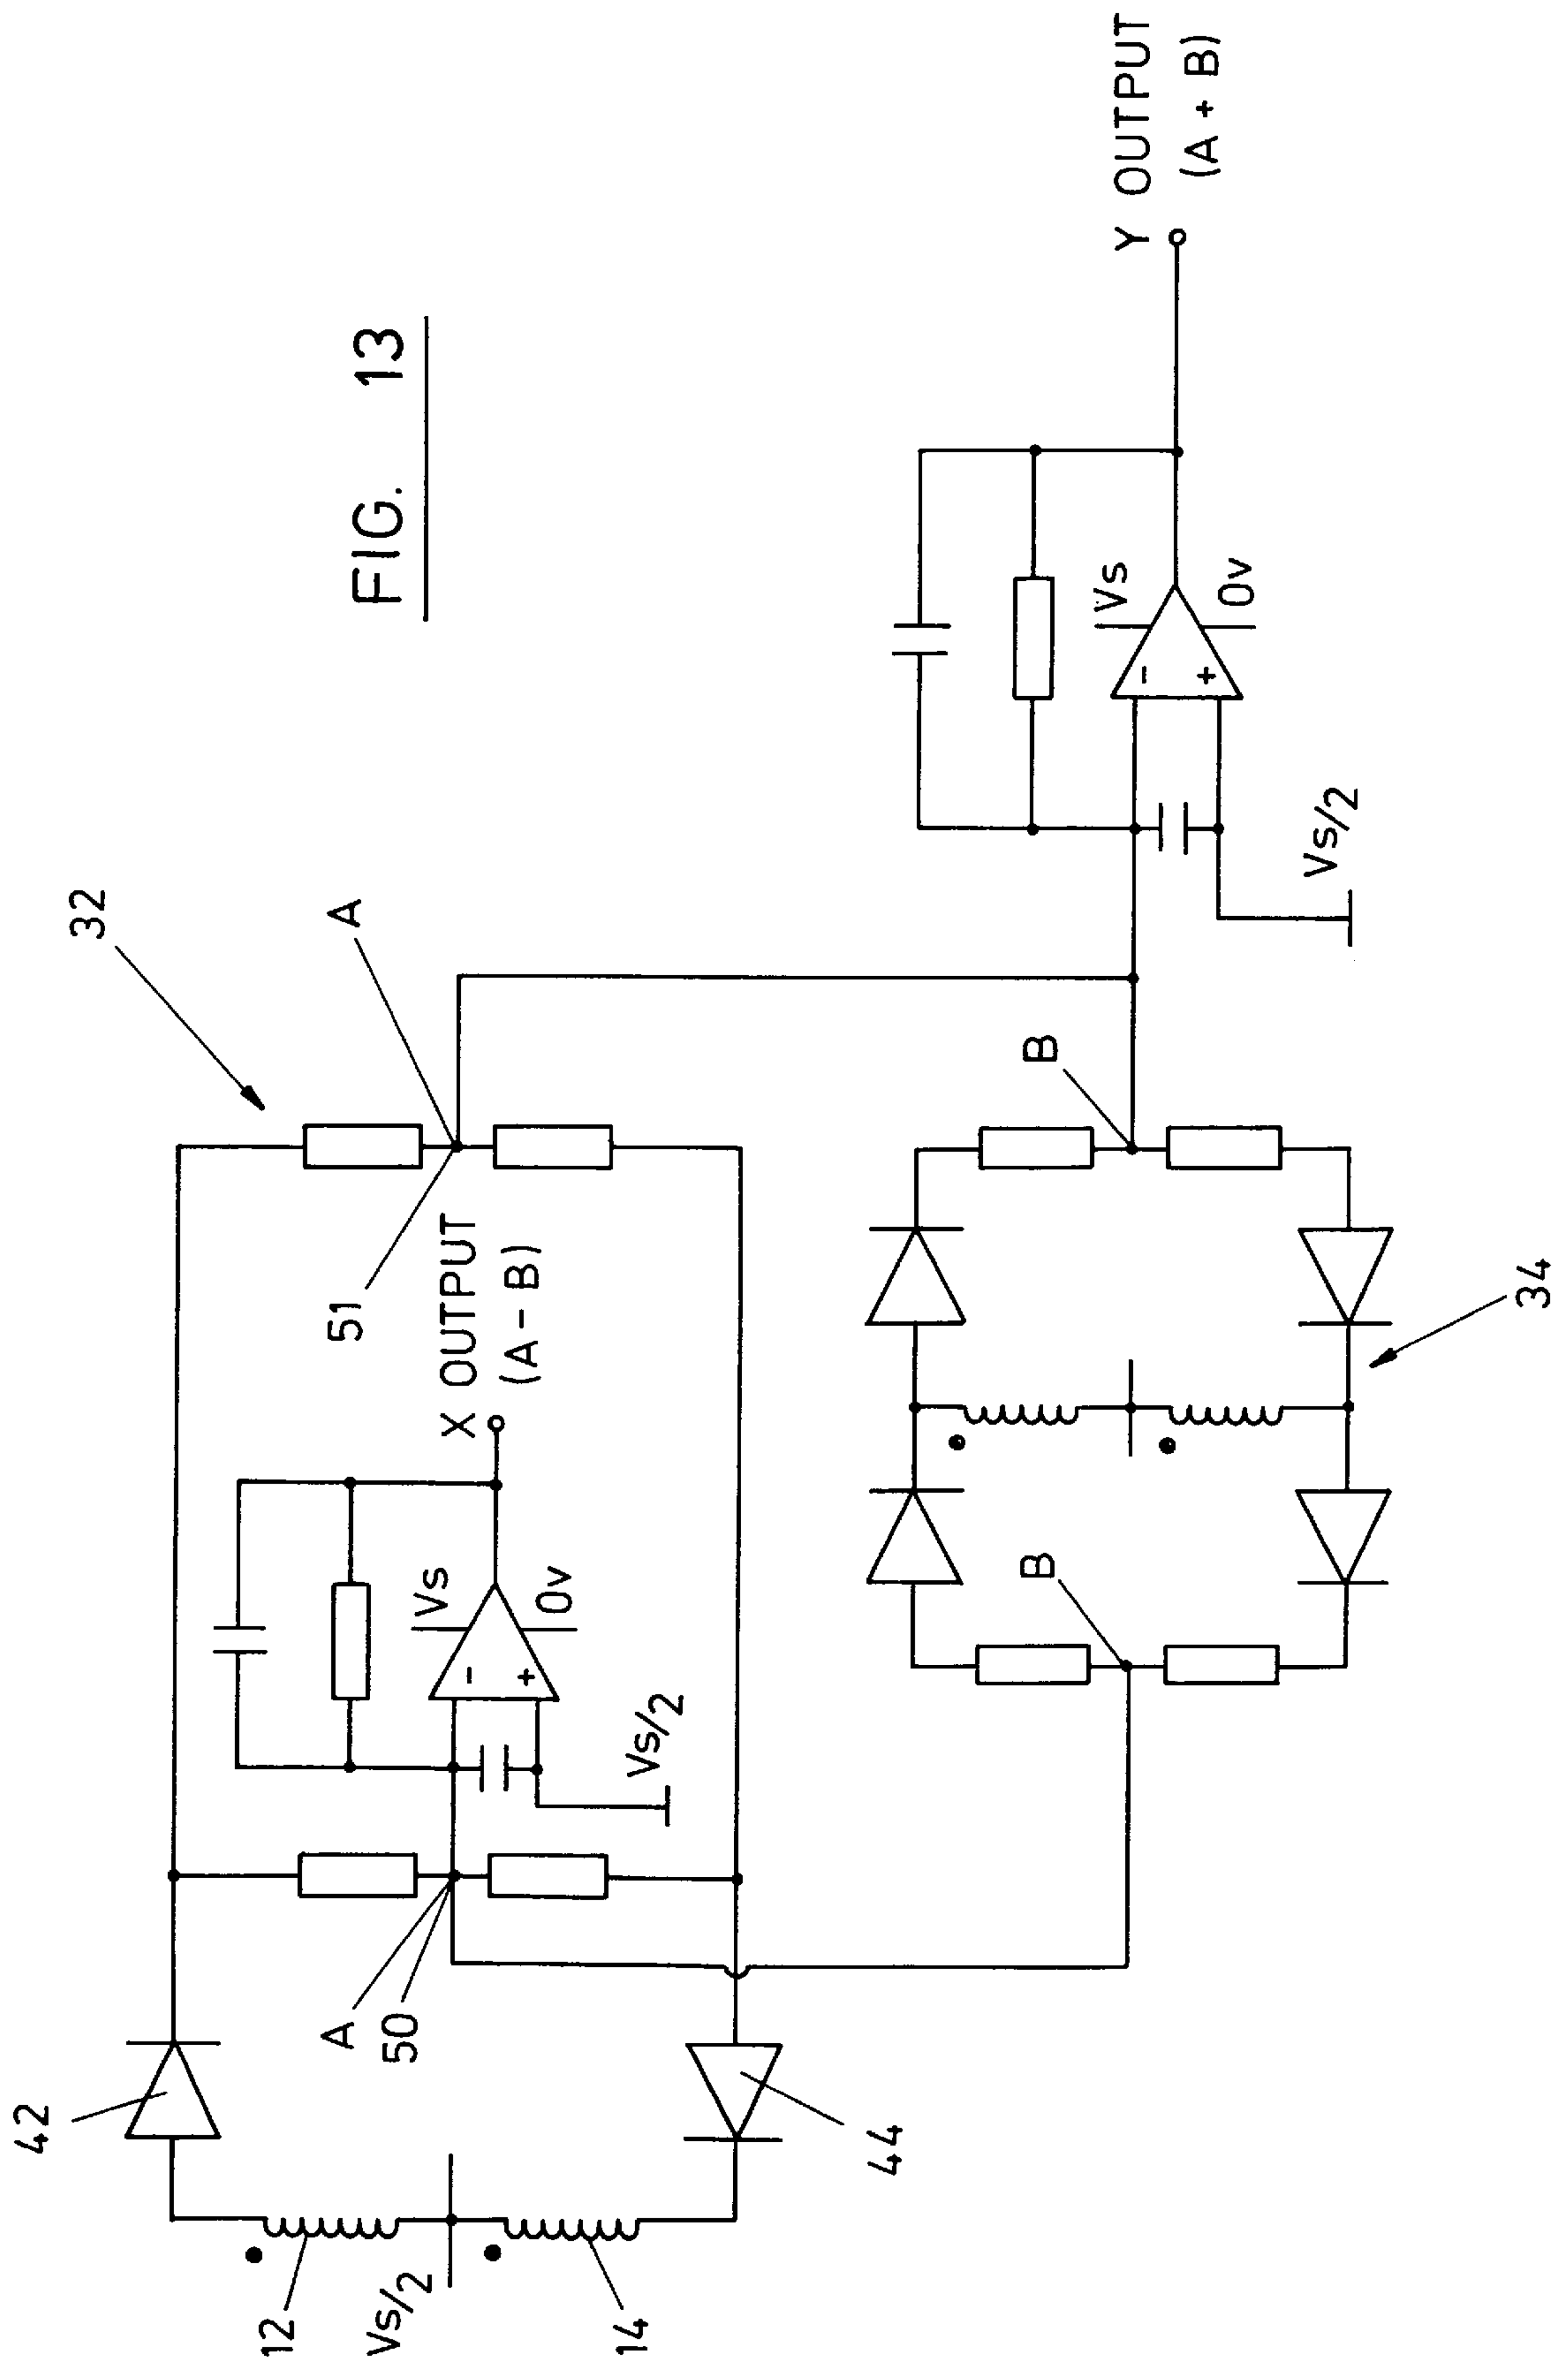 FIG. 13
42
12
Vs/2
14
44
A
50
Vs
-
+
0v
Vs/2
X OUTPUT
(A - B)
51
A
32
B
B
34
Vs
-
+
0v
Vs/2
Y OUTPUT
(A + B)